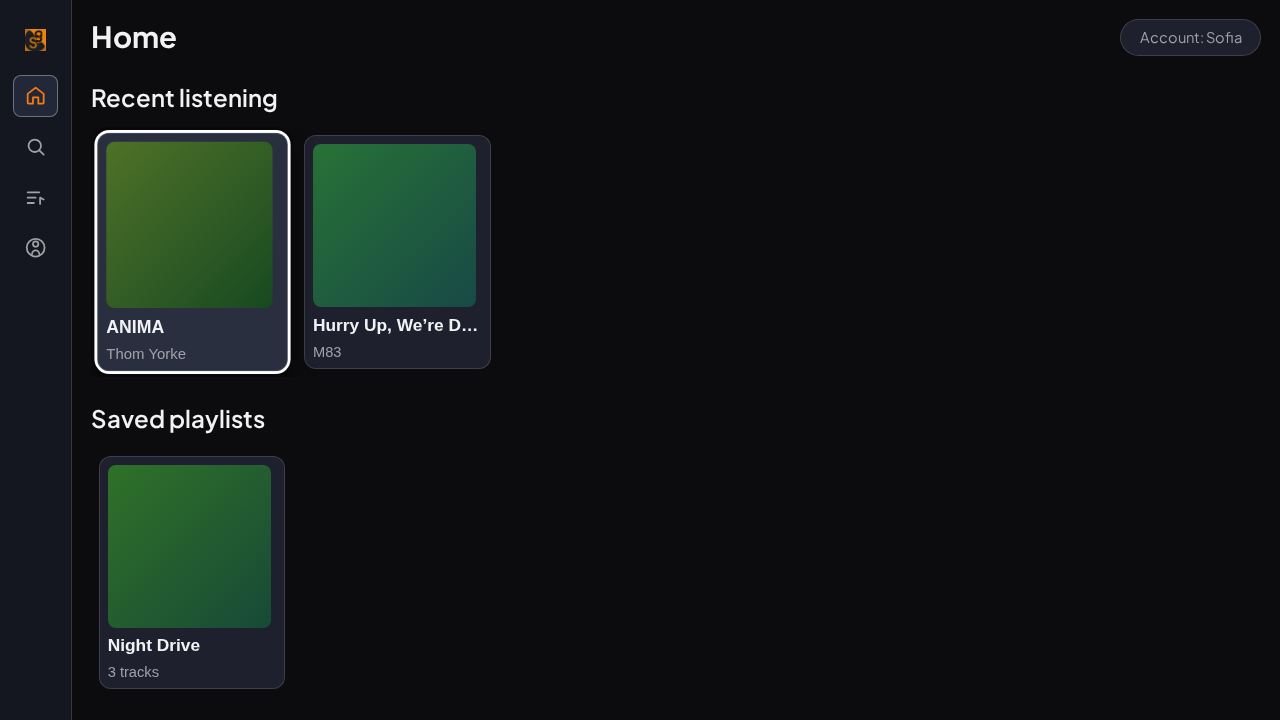 Home
Account: Sofia
Recent listening
ANIMA
Thom Yorke
Hurry Up, We’re D…
M83
Saved playlists
Night Drive
3 tracks